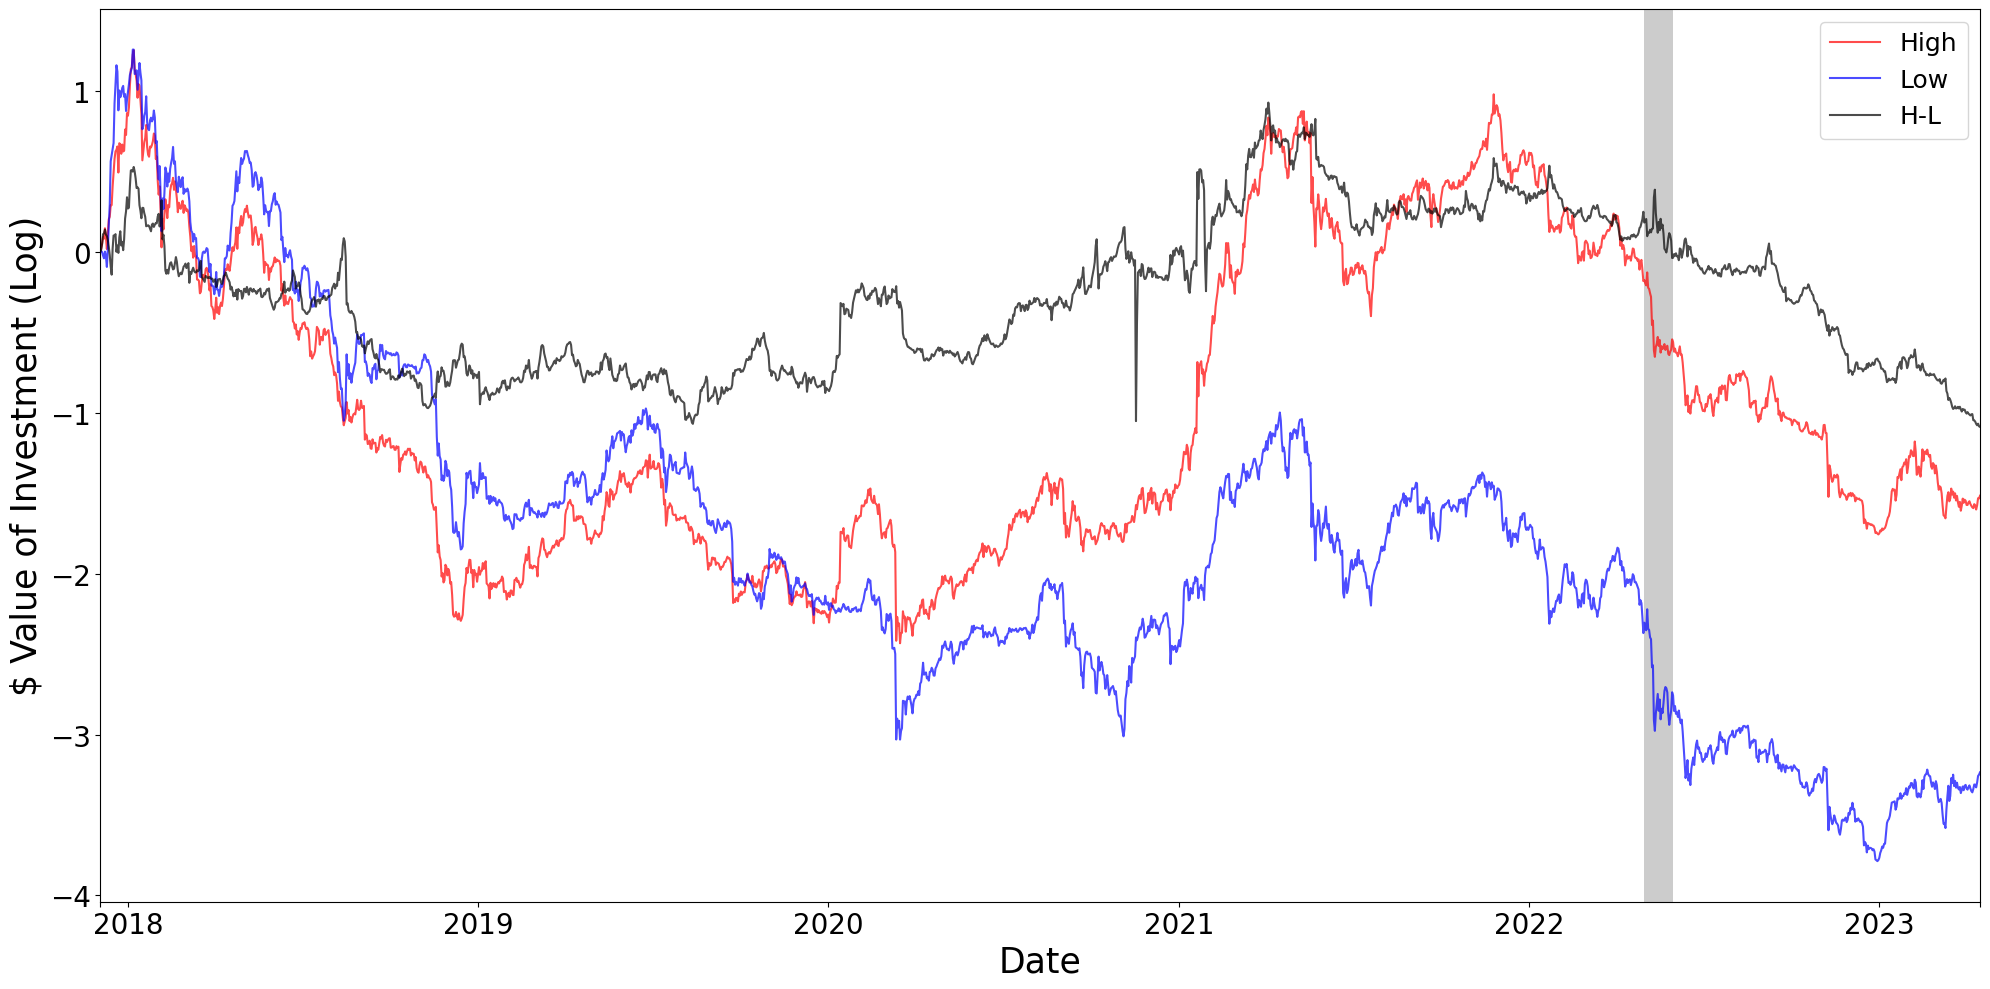 High
Low
H-L
$ Value of Investment (Log)
1
0
−1
−2
−3
−4
2018 2019 2020 2021 2022 2023
Date